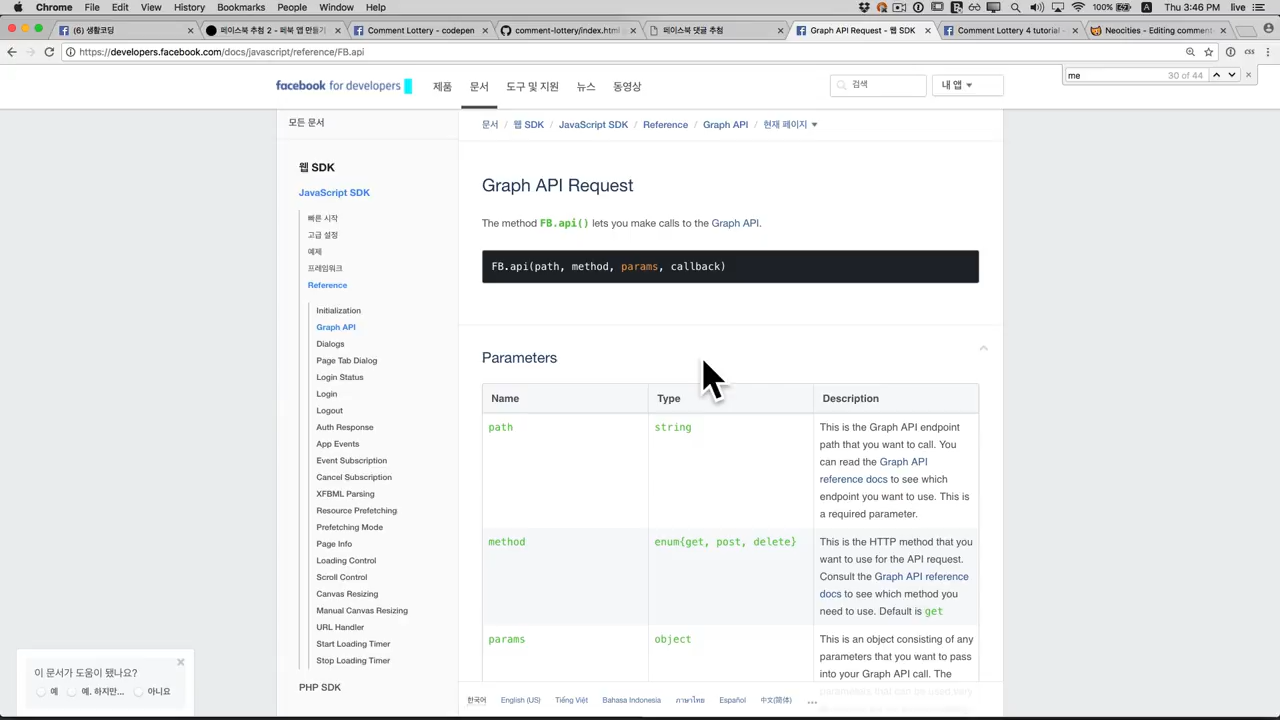 Chrome File Edit View History Bookmarks People Window Help 100% Thu 3:46 PM live
(6) 생활코딩
페이스북 추첨 2 - 페북 앱 만들기
Comment Lottery - codepen
comment-lottery/index.html
페이스북 댓글 추첨
Graph API Request - 웹 SDK
Comment Lottery 4 tutorial -
Neocities - Editing comment
live
https://developers.facebook.com/docs/javascript/reference/FB.api
css
me 30 of 44
facebook for developers
제품 문서 도구 및 지원 뉴스 동영상
검색
내 앱
모든 문서
문서 / 웹 SDK / JavaScript SDK / Reference / Graph API / 현재 페이지
웹 SDK
JavaScript SDK
빠른 시작
고급 설정
예제
프레임워크
Reference
Initialization
Graph API
Dialogs
Page Tab Dialog
Login Status
Login
Logout
Auth Response
App Events
Event Subscription
Cancel Subscription
XFBML Parsing
Resource Prefetching
Prefetching Mode
Page Info
Loading Control
Scroll Control
Canvas Resizing
Manual Canvas Resizing
URL Handler
Start Loading Timer
Stop Loading Timer
PHP SDK
Graph API Request
The method FB.api() lets you make calls to the Graph API.
FB.api(path, method, params, callback)
Parameters
Name Type Description
path string This is the Graph API endpoint
path that you want to call. You
can read the Graph API
reference docs to see which
endpoint you want to use. This is
a required parameter.
method enum{get, post, delete} This is the HTTP method that you
want to use for the API request.
Consult the Graph API reference
docs to see which method you
need to use. Default is get
params object This is an object consisting of any
parameters that you want to pass
into your Graph API call. The
parameters that can be used vary
이 문서가 도움이 됐나요?
예 예, 하지만... 아니요
한국어 English (US) Tiếng Việt Bahasa Indonesia ภาษาไทย Español 中文(简体) ...